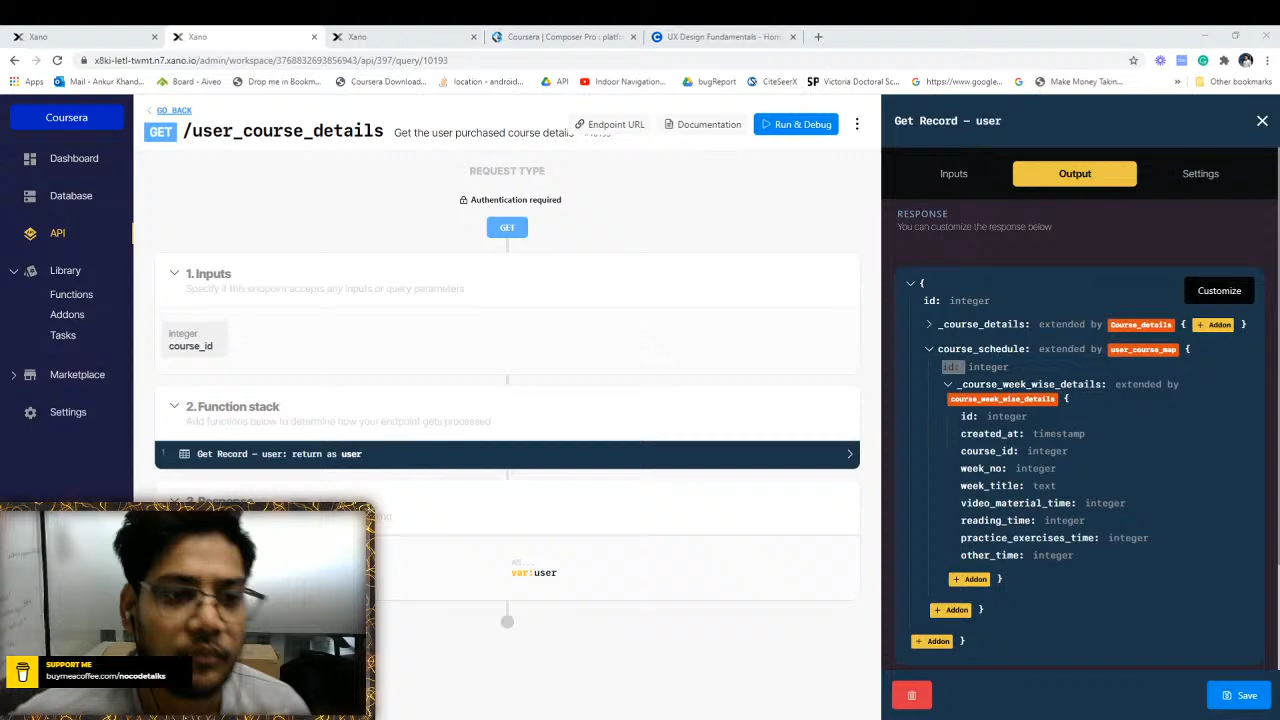 Xano
Xano
Xano
Coursera | Composer Pro : platfo
UX Design Fundamentals - Hom
x8ki-letl-twmt.n7.xano.io/admin/workspace/3768832693856943/api/397/query/10193
Apps
Mail - Ankur Khand...
Board - Aiveo
Drop me in Bookm...
Coursera Download...
location - android...
API
Indoor Navigation...
bugReport
CiteSeerX
SP
Victoria Doctoral Sc...
https://www.google...
Make Money Takin...
»
Other bookmarks
Coursera
Dashboard
Database
API
Library
Functions
Addons
Tasks
Marketplace
Settings
GO BACK
GET /user_course_details Get the user purchased course details
Endpoint URL
Documentation
Run & Debug
REQUEST TYPE
Authentication required
GET
1. Inputs
Specify if this endpoint accepts any inputs or query parameters
integer
course_id
2. Function stack
Add functions below to determine how your endpoint gets processed
1 Get Record – user: return as user
3. Response
AS...
var:user
SUPPORT ME
buymeacoffee.com/nocodetalks
Get Record – user
Inputs
Output
Settings
RESPONSE
You can customize the response below
{
Customize
id: integer
_course_details: extended by Course_details { + Addon }
course_schedule: extended by user_course_map {
id: integer
_course_week_wise_details: extended by
course_week_wise_details {
id: integer
created_at: timestamp
course_id: integer
week_no: integer
week_title: text
video_material_time: integer
reading_time: integer
practice_exercises_time: integer
other_time: integer
+ Addon }
+ Addon }
+ Addon }
Save